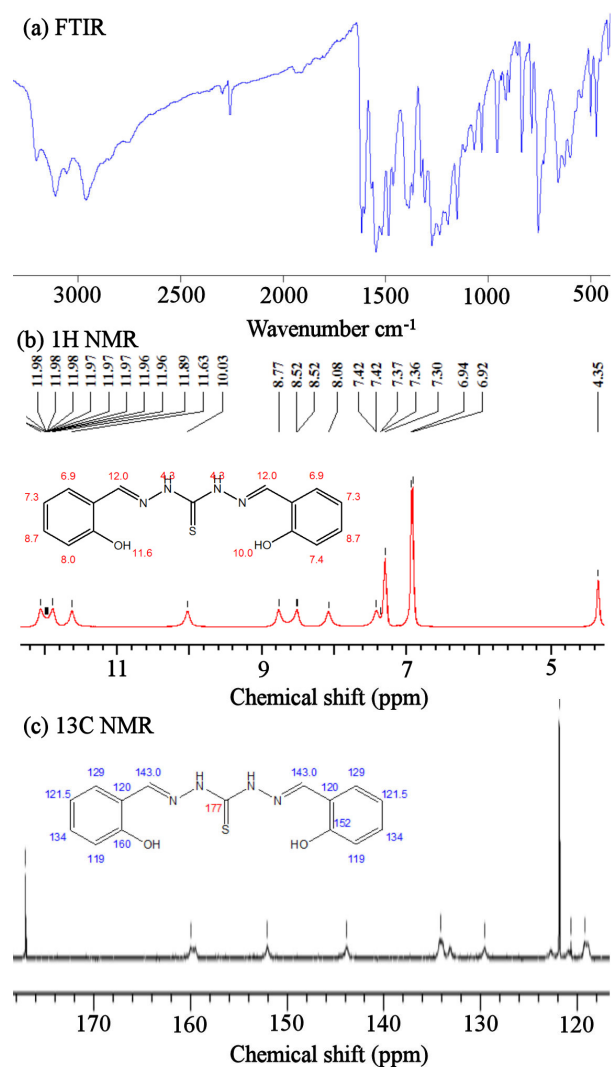 (a) FTIR
3000 2500 2000 1500 1000 500
Wavenumber cm-1
(b) 1H NMR
11.98 11.98 11.98 11.97 11.97 11.97 11.96 11.96 11.89 11.63 10.03 8.77 8.52 8.52 8.08 7.42 7.42 7.37 7.36 7.30 6.94 6.92 4.35
6.9 12.0 4.3 4.3 12.0 6.9
H H
7.3 N N N N 7.3
8.7 S 8.7
OH 11.6 10.0 HO
8.0 7.4
11 9 7 5
Chemical shift (ppm)
(c) 13C NMR
129 143.0 H H 143.0 129
121.5 120 N N N N 120 121.5
177
134 160 S 152 134
OH HO
119 119
170 160 150 140 130 120
Chemical shift (ppm)